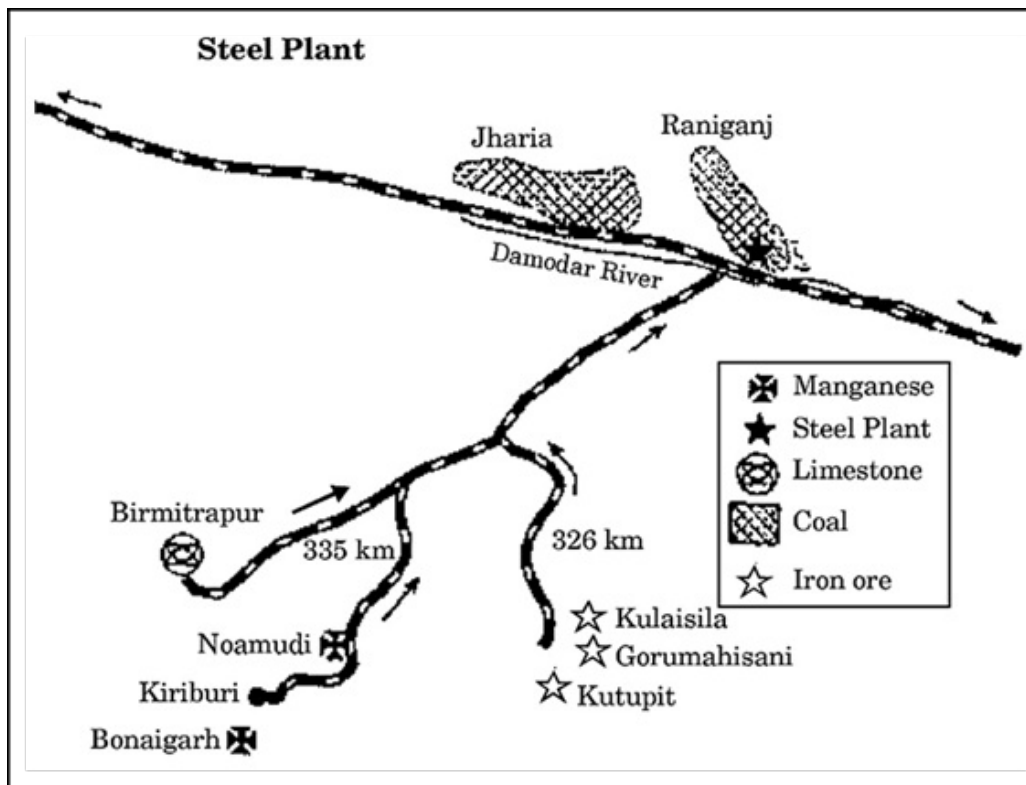 Steel Plant
Jharia
Raniganj
Damodar River
Manganese
Steel Plant
Limestone
Coal
Iron ore
Birmitrapur
335 km
326 km
Noamudi
Kiriburi
Bonaigarh
Kulaisila
Gorumahisani
Kutupit